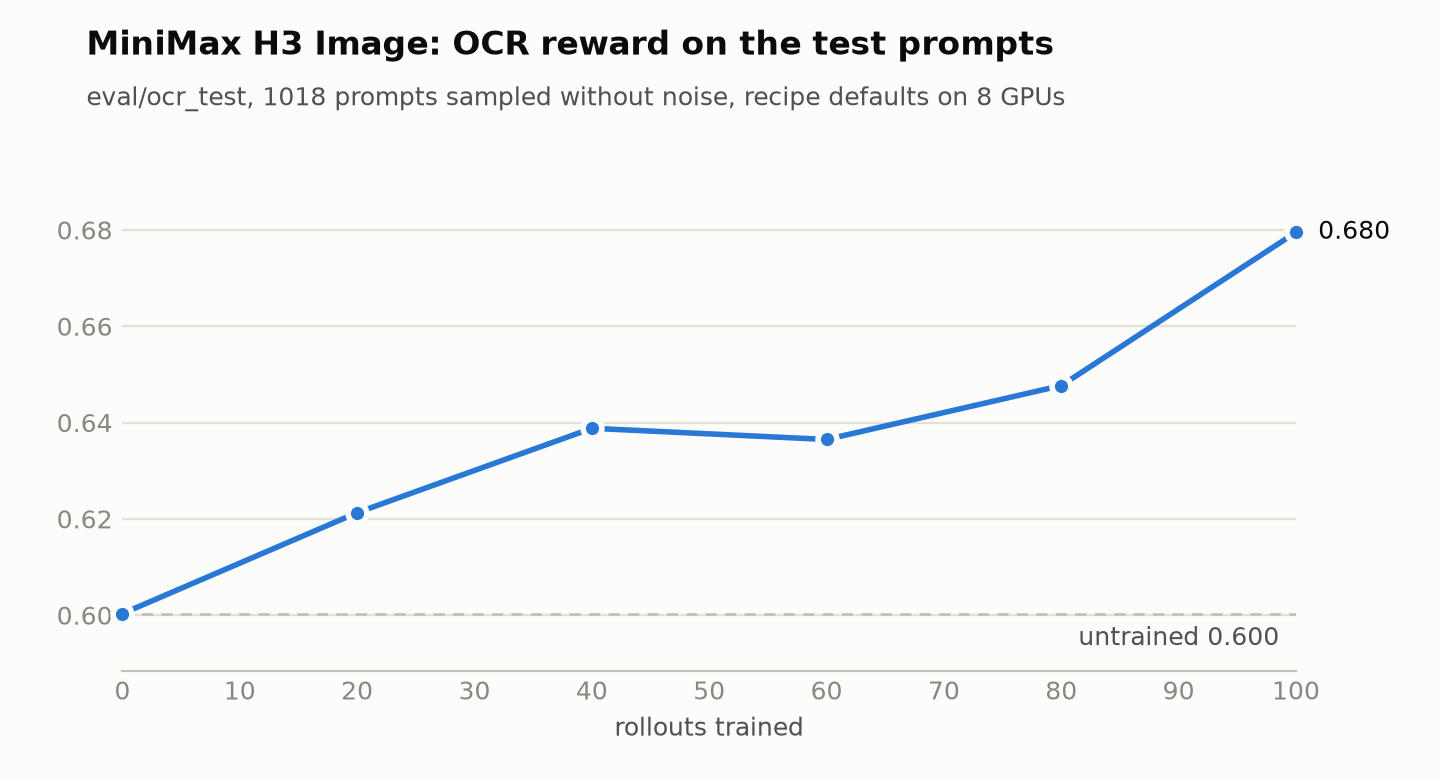 MiniMax H3 Image: OCR reward on the test prompts
eval/ocr_test, 1018 prompts sampled without noise, recipe defaults on 8 GPUs
0.68
0.680
0.66
0.64
0.62
0.60
untrained 0.600
0 10 20 30 40 50 60 70 80 90 100
rollouts trained